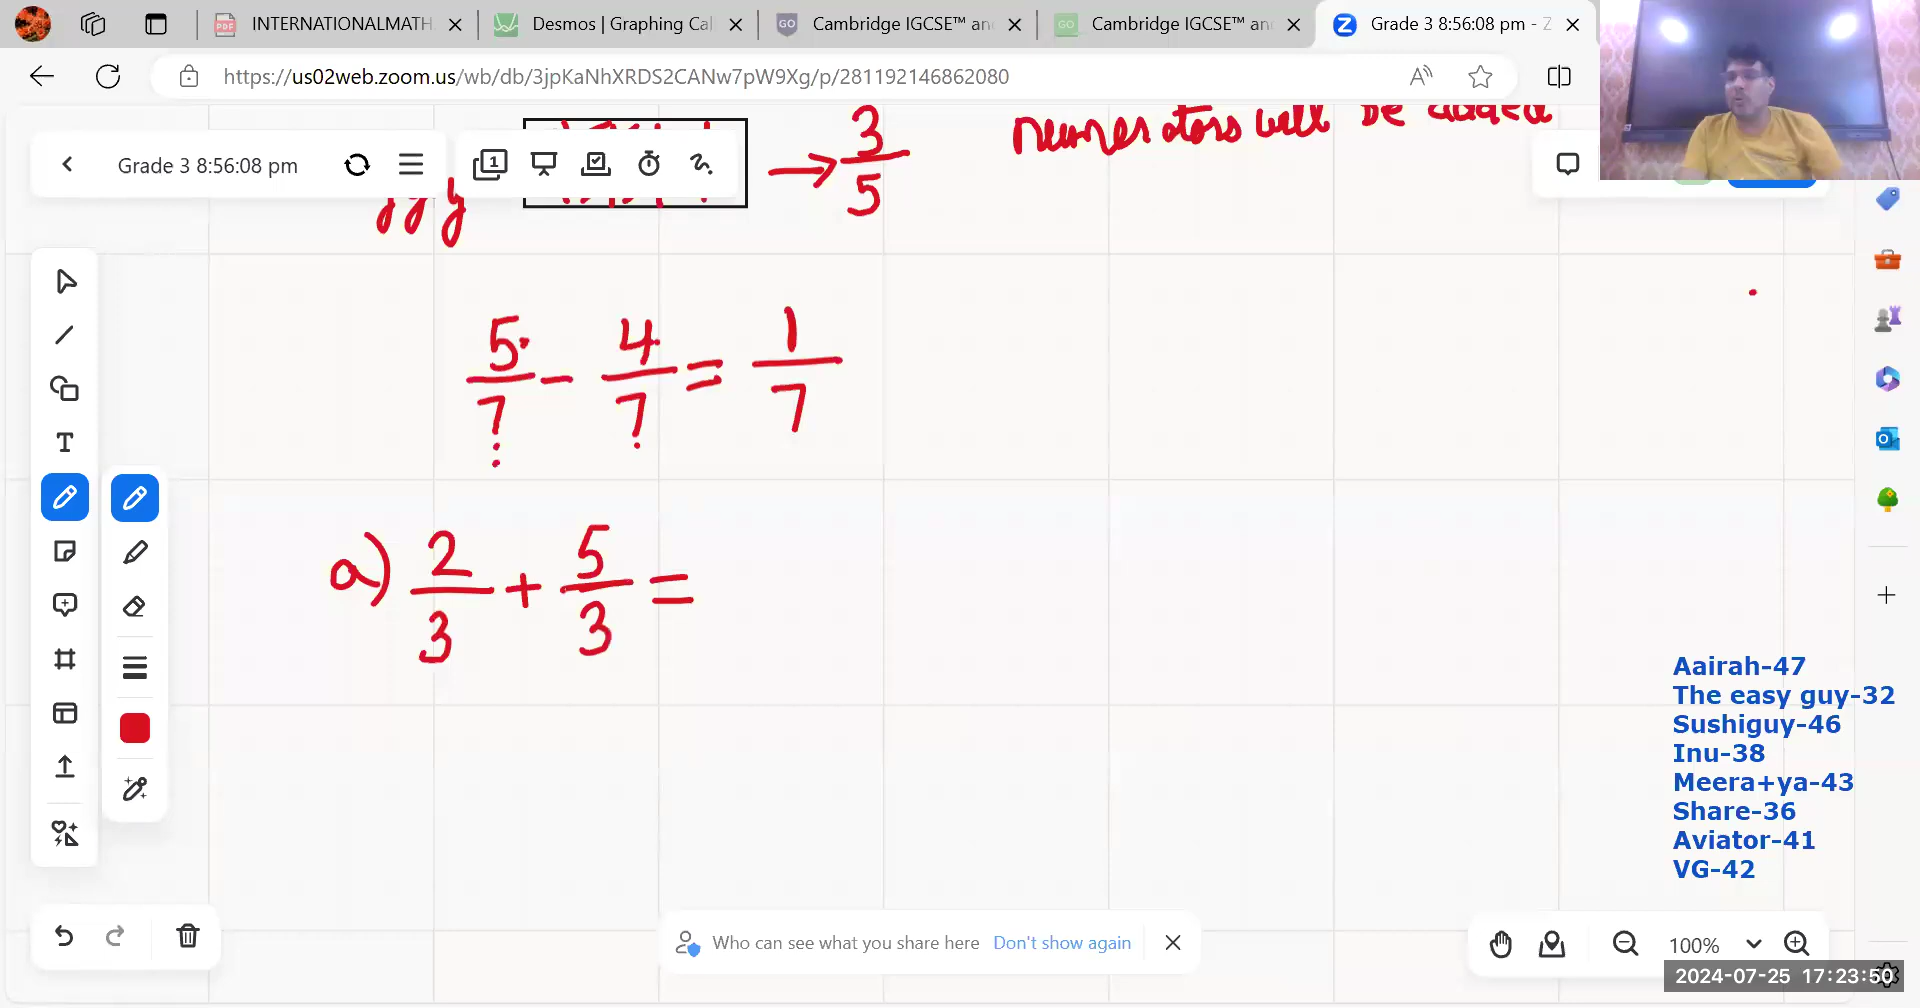 INTERNATIONALMATH
Desmos | Graphing Cal
Cambridge IGCSE™ an
Cambridge IGCSE™ an
Grade 3 8:56:08 pm - Z
https://us02web.zoom.us/wb/db/3jpKaNhXRDS2CANw7pW9Xg/p/281192146862080
Grade 3 8:56:08 pm
→ 3/5
will be added
5/7 - 4/7 = 1/7
a) 2/3 + 5/3 =
Aairah-47
The easy guy-32
Sushiguy-46
Inu-38
Meera+ya-43
Share-36
Aviator-41
VG-42
Who can see what you share here Don't show again
100%
2024-07-25 17:23:50